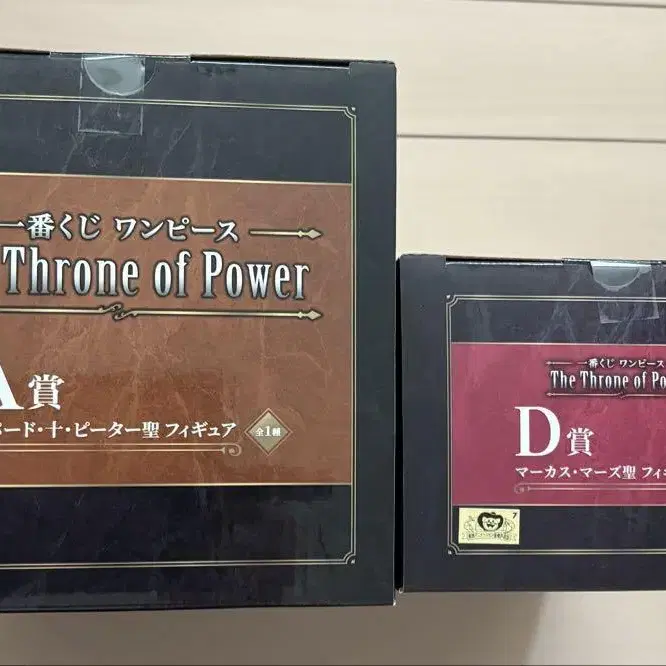 一番くじ ワンピース
Throne of Power
A賞
ード・十・ピーター聖 フィギュア
全1種
一番くじ ワンピース
The Throne of Po
D賞
マーカス・マーズ聖 フィギ
7